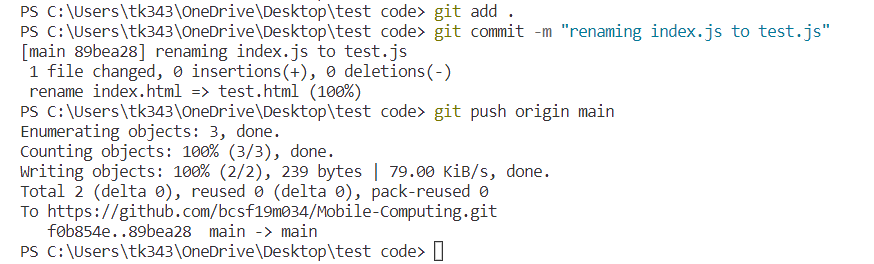 PS C:\Users\tk343\OneDrive\Desktop\test code> git add .
PS C:\Users\tk343\OneDrive\Desktop\test code> git commit -m "renaming index.js to test.js"
[main 89bea28] renaming index.js to test.js
 1 file changed, 0 insertions(+), 0 deletions(-)
 rename index.html => test.html (100%)
PS C:\Users\tk343\OneDrive\Desktop\test code> git push origin main
Enumerating objects: 3, done.
Counting objects: 100% (3/3), done.
Writing objects: 100% (2/2), 239 bytes | 79.00 KiB/s, done.
Total 2 (delta 0), reused 0 (delta 0), pack-reused 0
To https://github.com/bcsf19m034/Mobile-Computing.git
   f0b854e..89bea28  main -> main
PS C:\Users\tk343\OneDrive\Desktop\test code>